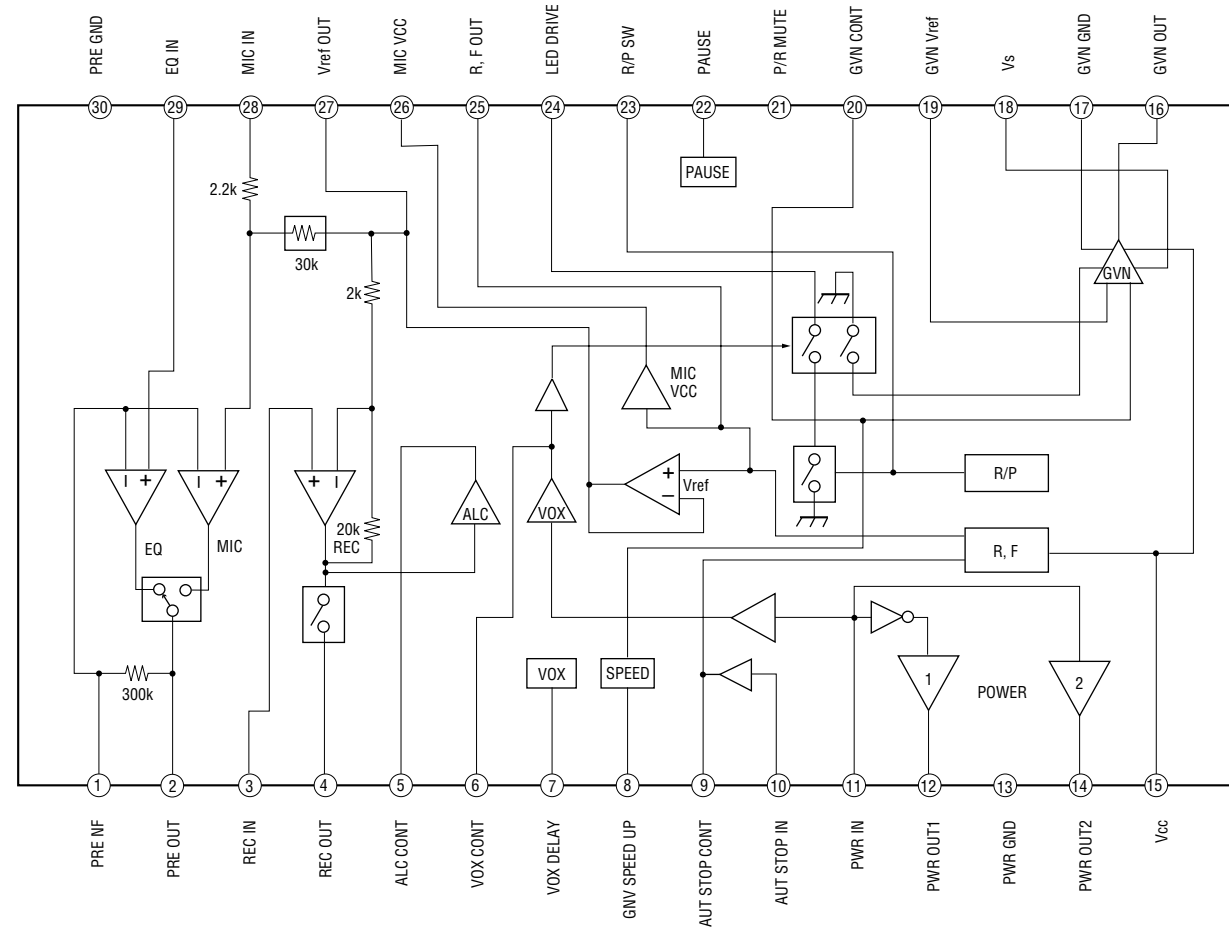 PRE GND
EQ IN
MIC IN
Vref OUT
MIC VCC
R, F OUT
LED DRIVE
R/P SW
PAUSE
P/R MUTE
GVN CONT
GVN Vref
Vs
GVN GND
GVN OUT
30
29
28
27
26
25
24
23
22
21
20
19
18
17
16
PAUSE
2.2k
30k
2k
GVN
MIC
VCC
+
Vref
−
R/P
ALC
VOX
20k
REC
EQ
MIC
− +
− +
+ −
R, F
VOX
SPEED
300k
1
POWER
2
1
2
3
4
5
6
7
8
9
10
11
12
13
14
15
PRE NF
PRE OUT
REC IN
REC OUT
ALC CONT
VOX CONT
VOX DELAY
GNV SPEED UP
AUT STOP CONT
AUT STOP IN
PWR IN
PWR OUT1
PWR GND
PWR OUT2
Vcc